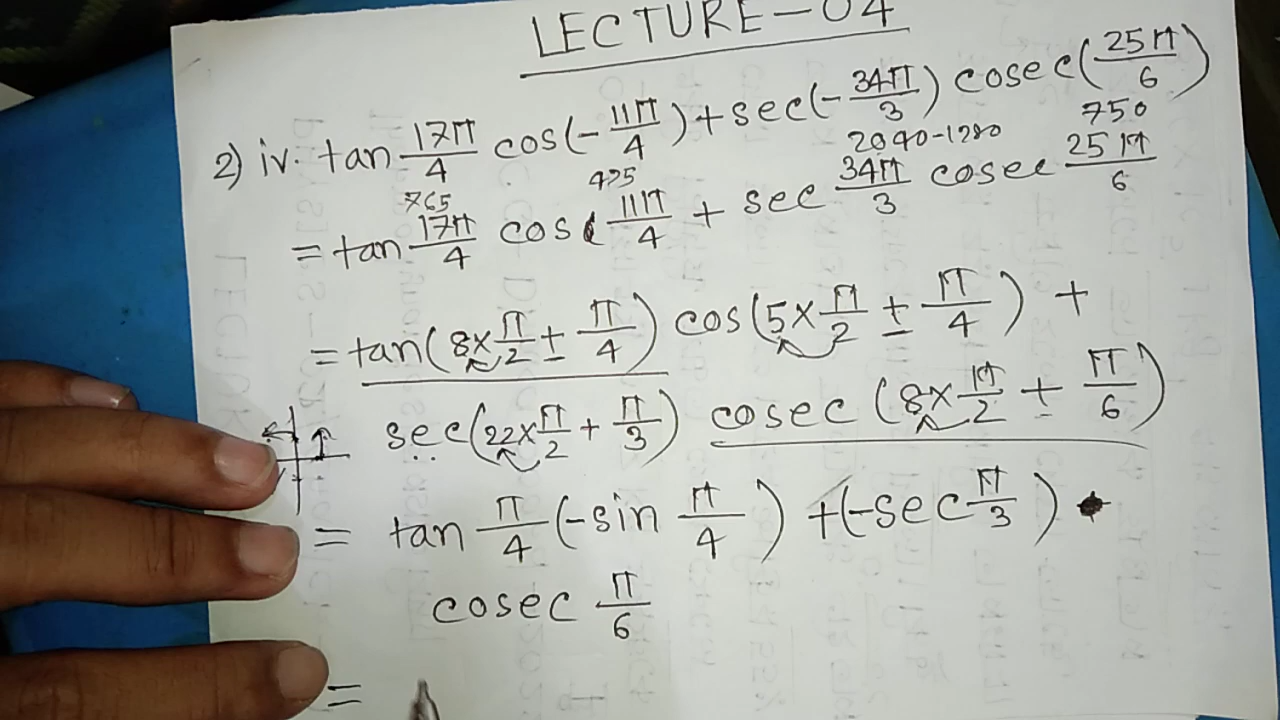 LECTURE-04
2) iv. tan 17π/4 cos(-11π/4) + sec(-34π/3) cosec(25π/6)
765 495 2040-1280 750
= tan 17π/4 cos 11π/4 + sec 34π/3 cosec 25π/6
= tan(8×π/2 ± π/4) cos(5×π/2 ± π/4) +
sec(22×π/2 + π/3) cosec(8×π/2 ± π/6)
= tan π/4 (-sin π/4) + (-sec π/3) ·
cosec π/6
=